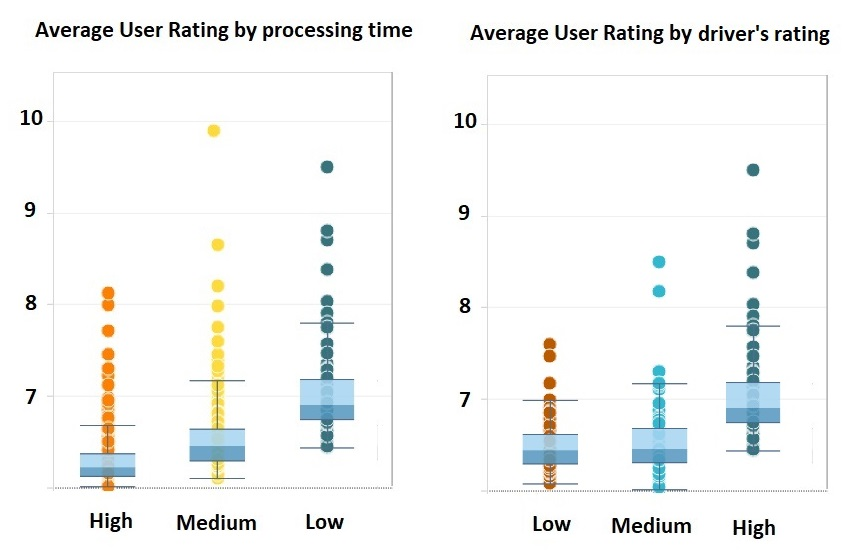 Average User Rating by processing time
10
9
8
7
High
Medium
Low
Average User Rating by driver's rating
10
9
8
7
Low
Medium
High